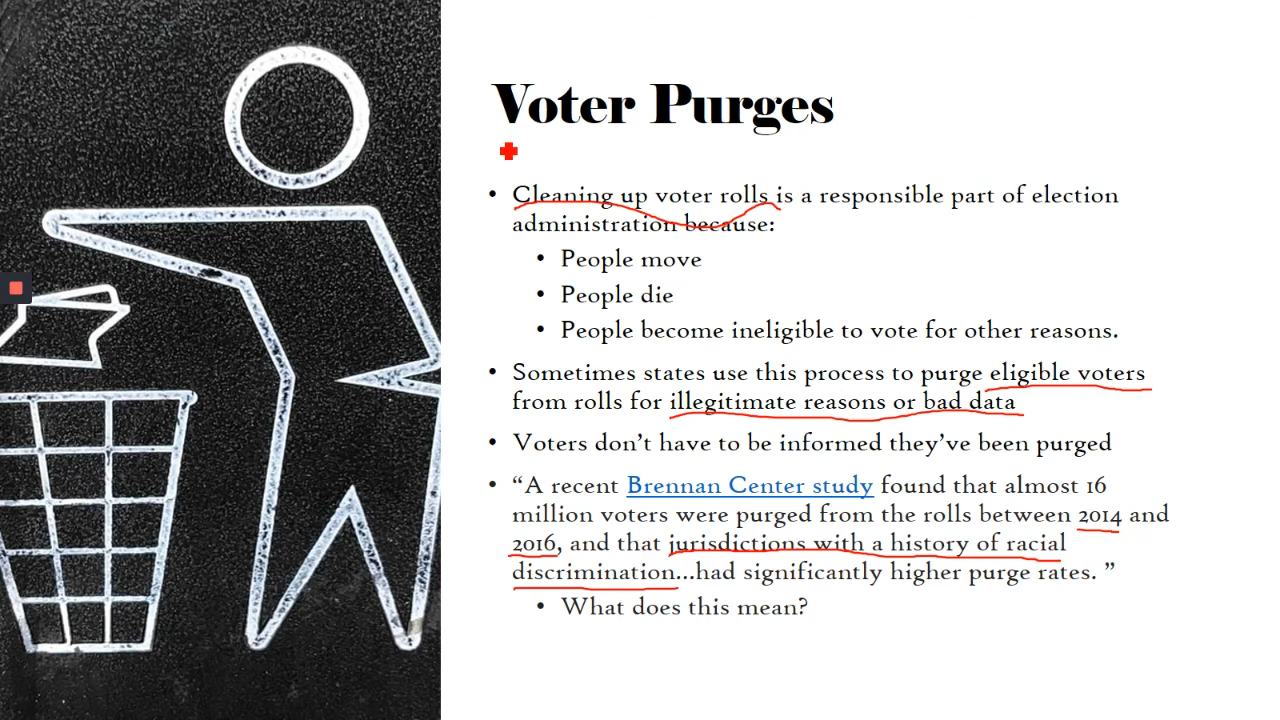 Voter Purges
• Cleaning up voter rolls is a responsible part of election
administration because:
• People move
• People die
• People become ineligible to vote for other reasons.
• Sometimes states use this process to purge eligible voters
from rolls for illegitimate reasons or bad data
• Voters don’t have to be informed they’ve been purged
• “A recent Brennan Center study found that almost 16
million voters were purged from the rolls between 2014 and
2016, and that jurisdictions with a history of racial
discrimination...had significantly higher purge rates. ”
• What does this mean?